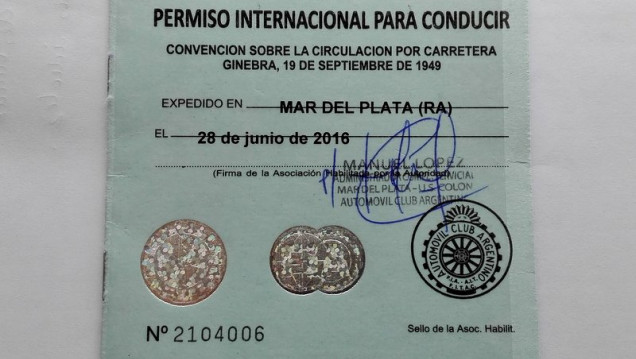 PERMISO INTERNACIONAL PARA CONDUCIR
CONVENCION SOBRE LA CIRCULACION POR CARRETERA
GINEBRA, 19 DE SEPTIEMBRE DE 1949
EXPEDIDO EN MAR DEL PLATA (RA)
EL 28 de junio de 2016
(Firma de la Asociación Habilitada por la Autoridad)
MANUEL LOPEZ
MAR DEL PLATA - U.S. COLON
AUTOMOVIL CLUB ARGENTINO
AUTOMOVIL CLUB ARGENTINO
Nº 2104006
Sello de la Asoc. Habilit.